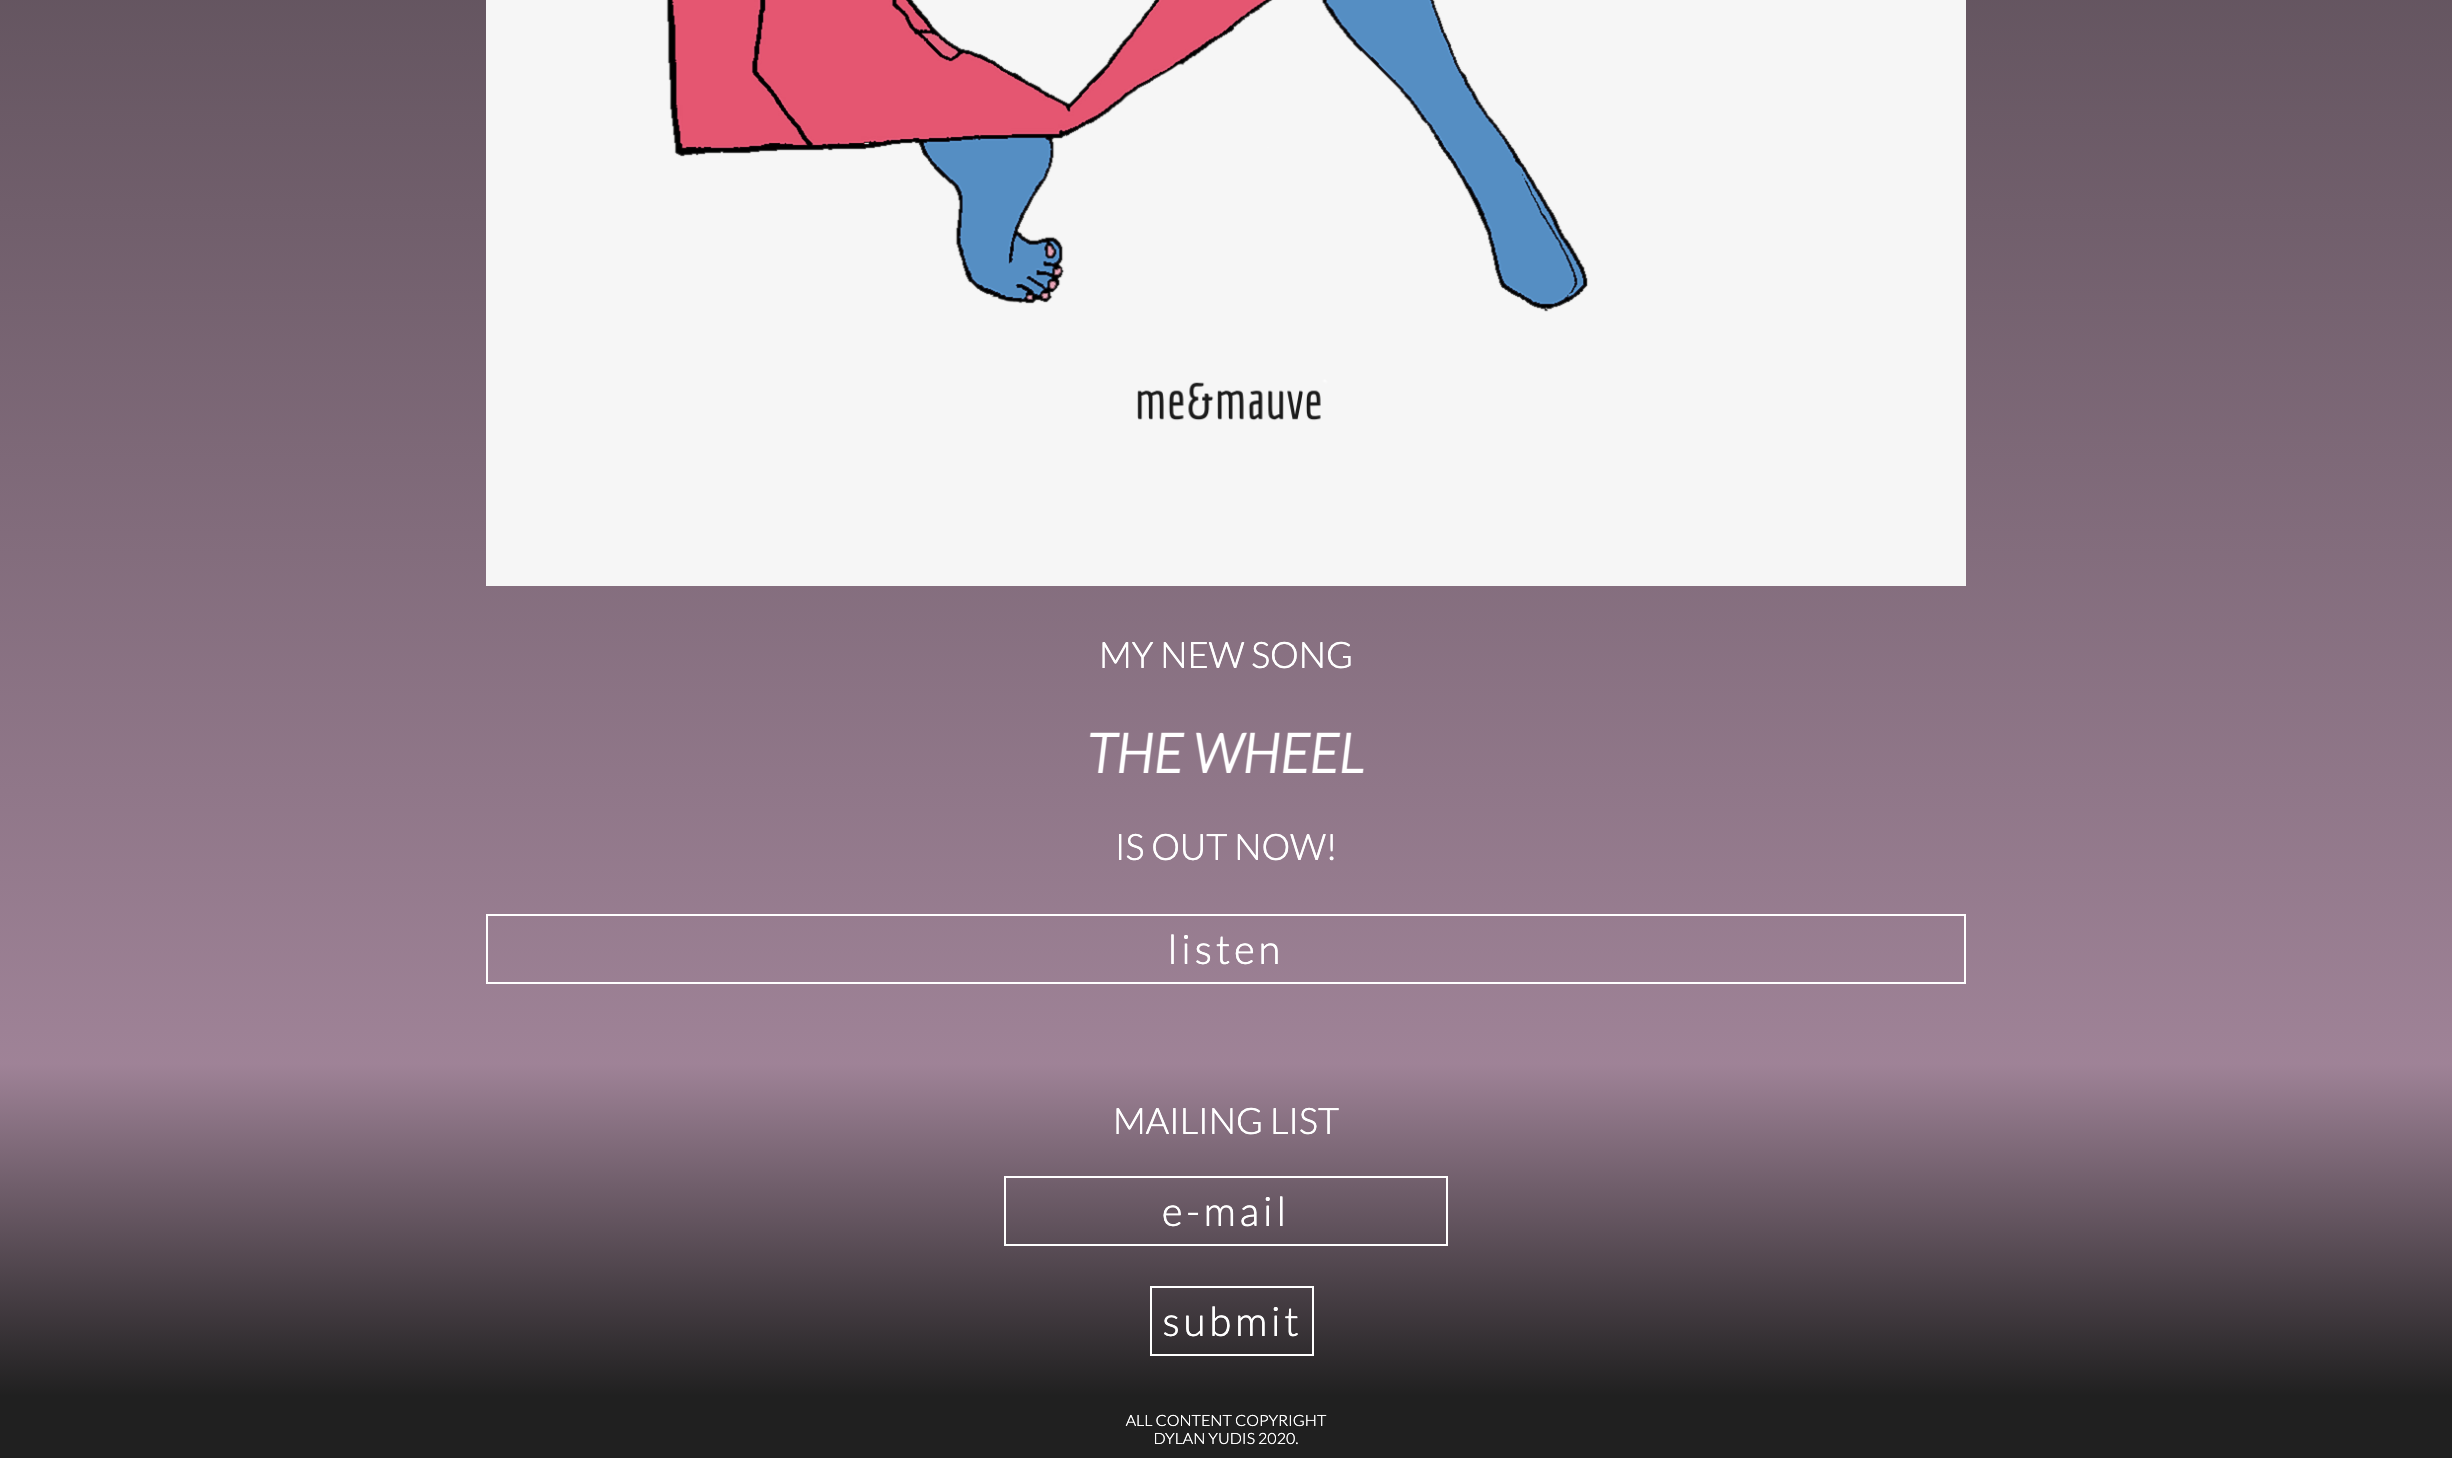 me&mauve
MY NEW SONG
THE WHEEL
IS OUT NOW!
listen
MAILING LIST
e-mail
submit
ALL CONTENT COPYRIGHT
DYLAN YUDIS 2020.